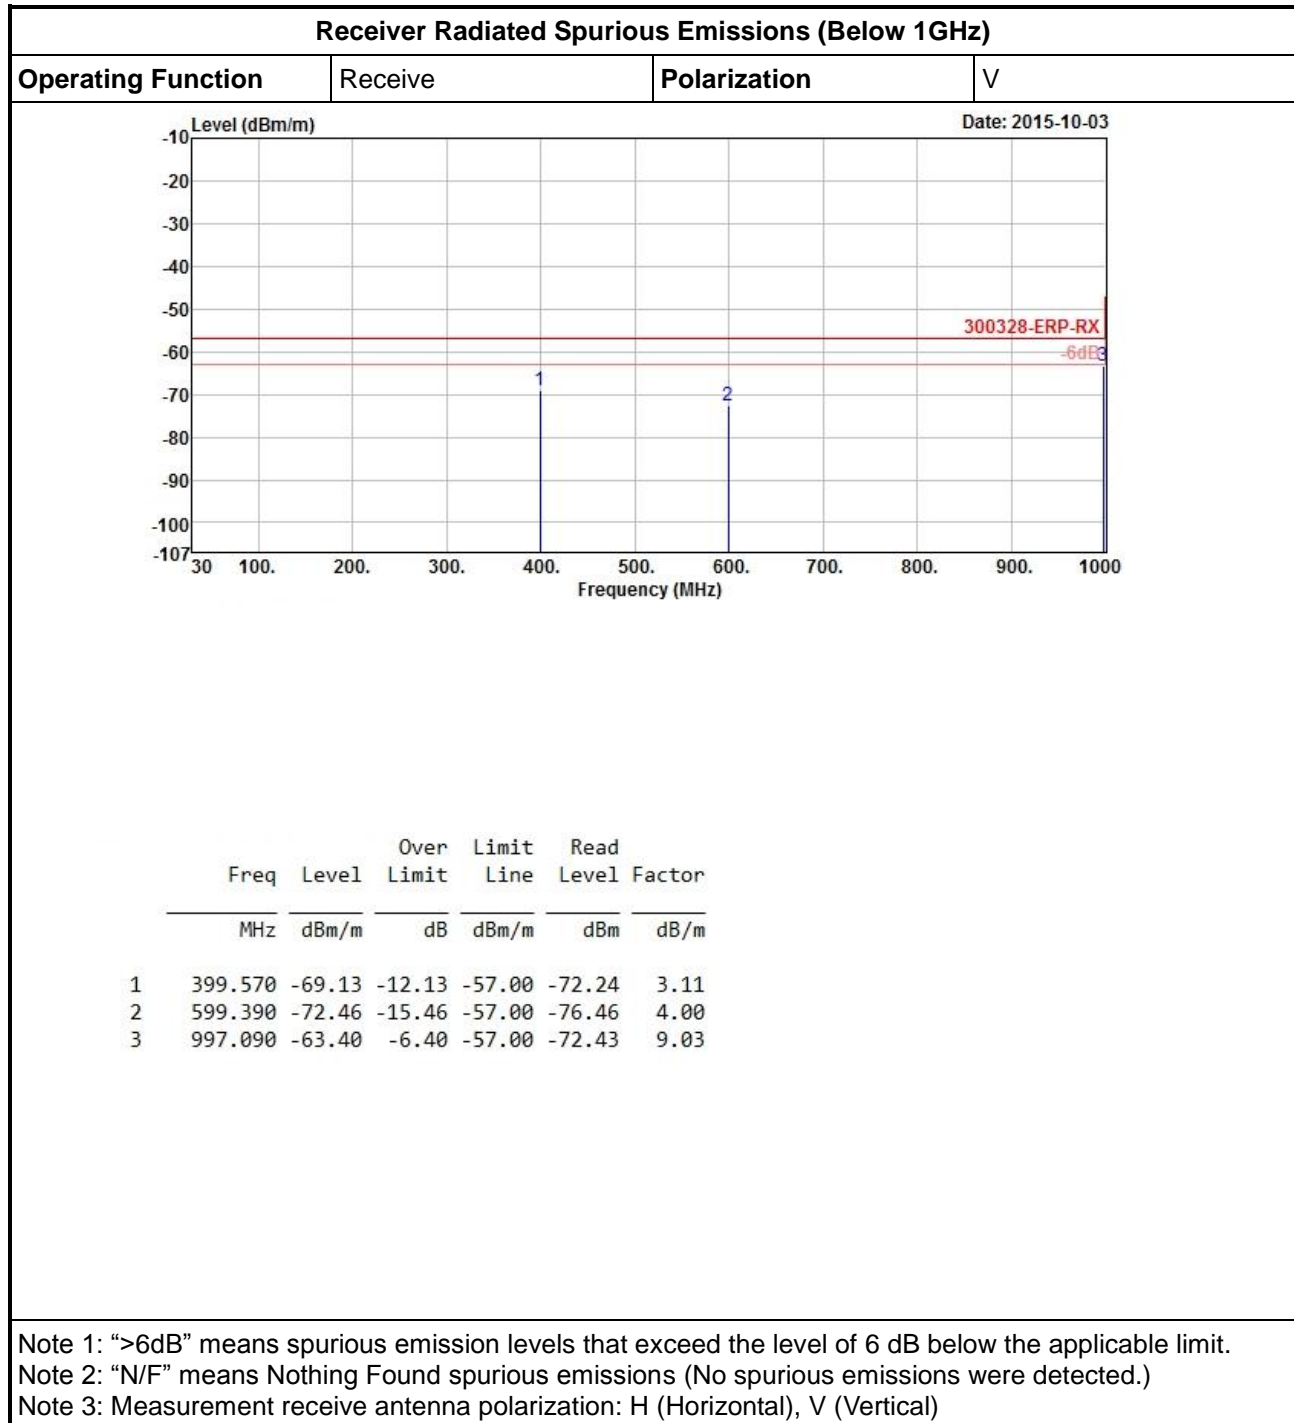 Receiver Radiated Spurious Emissions (Below 1GHz)
Operating Function Receive Polarization V
Level (dBm/m) Date: 2015-10-03
-10
-20
-30
-40
-50
300328-ERP-RX
-60
-6dB
3
1
-70
2
-80
-90
-100
-107
30 100. 200. 300. 400. 500. 600. 700. 800. 900. 1000
Frequency (MHz)
Over Limit Read
Freq Level Limit Line Level Factor
MHz dBm/m dB dBm/m dBm dB/m
1 399.570 -69.13 -12.13 -57.00 -72.24 3.11
2 599.390 -72.46 -15.46 -57.00 -76.46 4.00
3 997.090 -63.40 -6.40 -57.00 -72.43 9.03
Note 1: “>6dB” means spurious emission levels that exceed the level of 6 dB below the applicable limit.
Note 2: “N/F” means Nothing Found spurious emissions (No spurious emissions were detected.)
Note 3: Measurement receive antenna polarization: H (Horizontal), V (Vertical)